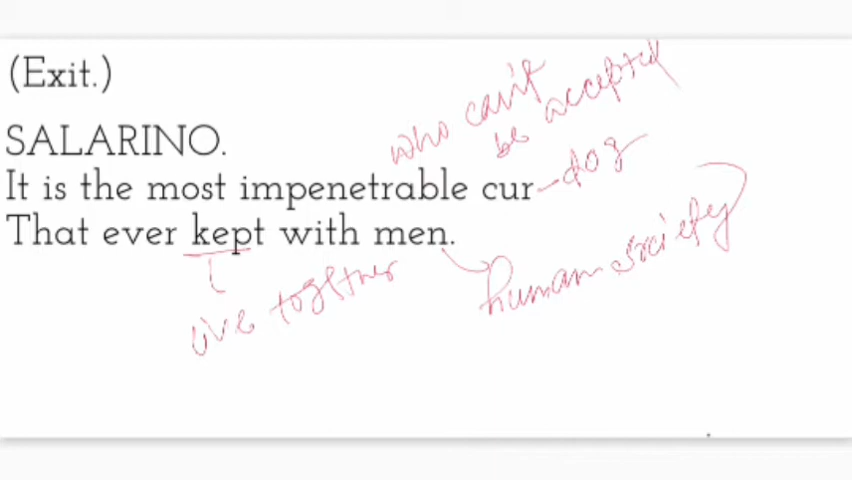 (Exit.)
SALARINO.
It is the most impenetrable cur
That ever kept with men.
who can't
be accepted
dog
human society
live together